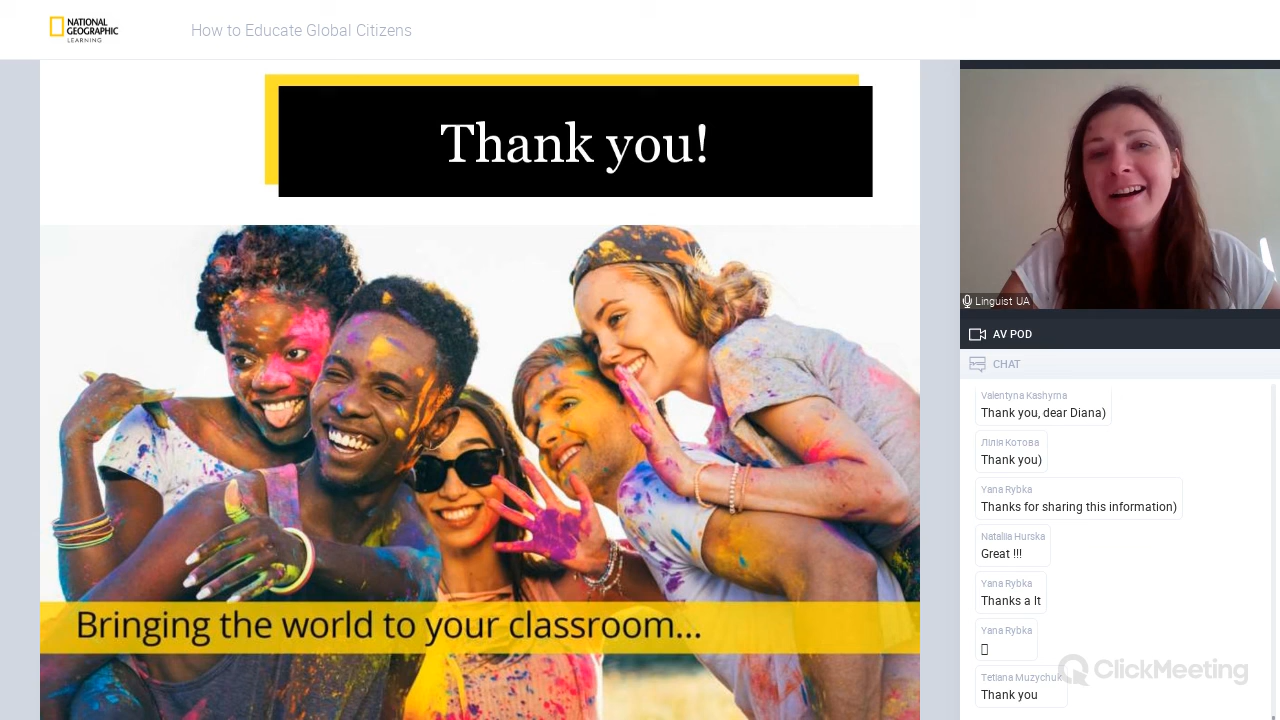 NATIONAL
GEOGRAPHIC
LEARNING
How to Educate Global Citizens
Thank you!
Bringing the world to your classroom...
Linguist UA
AV POD
CHAT
Valentyna Kashyrna
Thank you, dear Diana)
Лілія Котова
Thank you)
Yana Rybka
Thanks for sharing this information)
Nataliia Hurska
Great !!!
Yana Rybka
Thanks a lt
Yana Rybka
Tetiana Muzychuk
Thank you
ClickMeeting